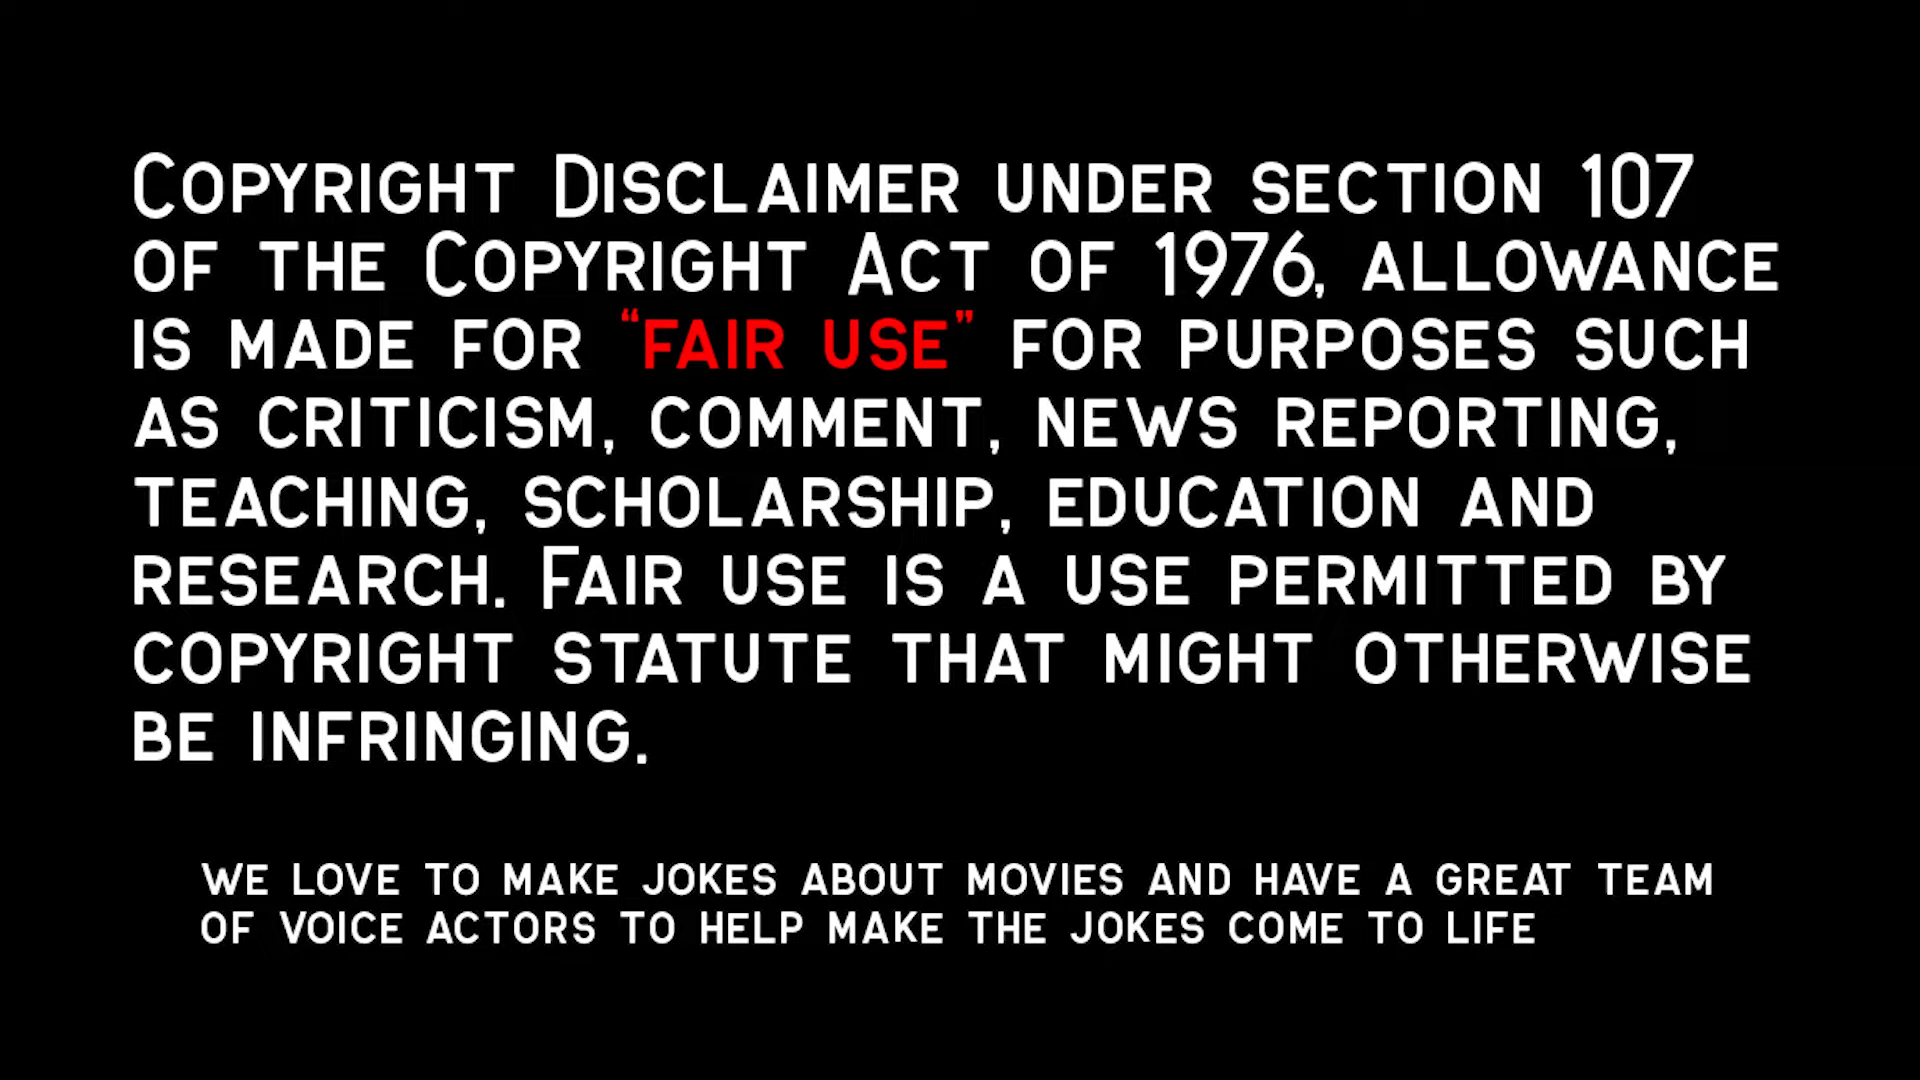 Copyright Disclaimer under section 107
of the Copyright Act of 1976, allowance
is made for “fair use” for purposes such
as criticism, comment, news reporting,
teaching, scholarship, education and
research. Fair use is a use permitted by
copyright statute that might otherwise
be infringing.
we love to make jokes about movies and have a great team
of voice actors to help make the jokes come to life